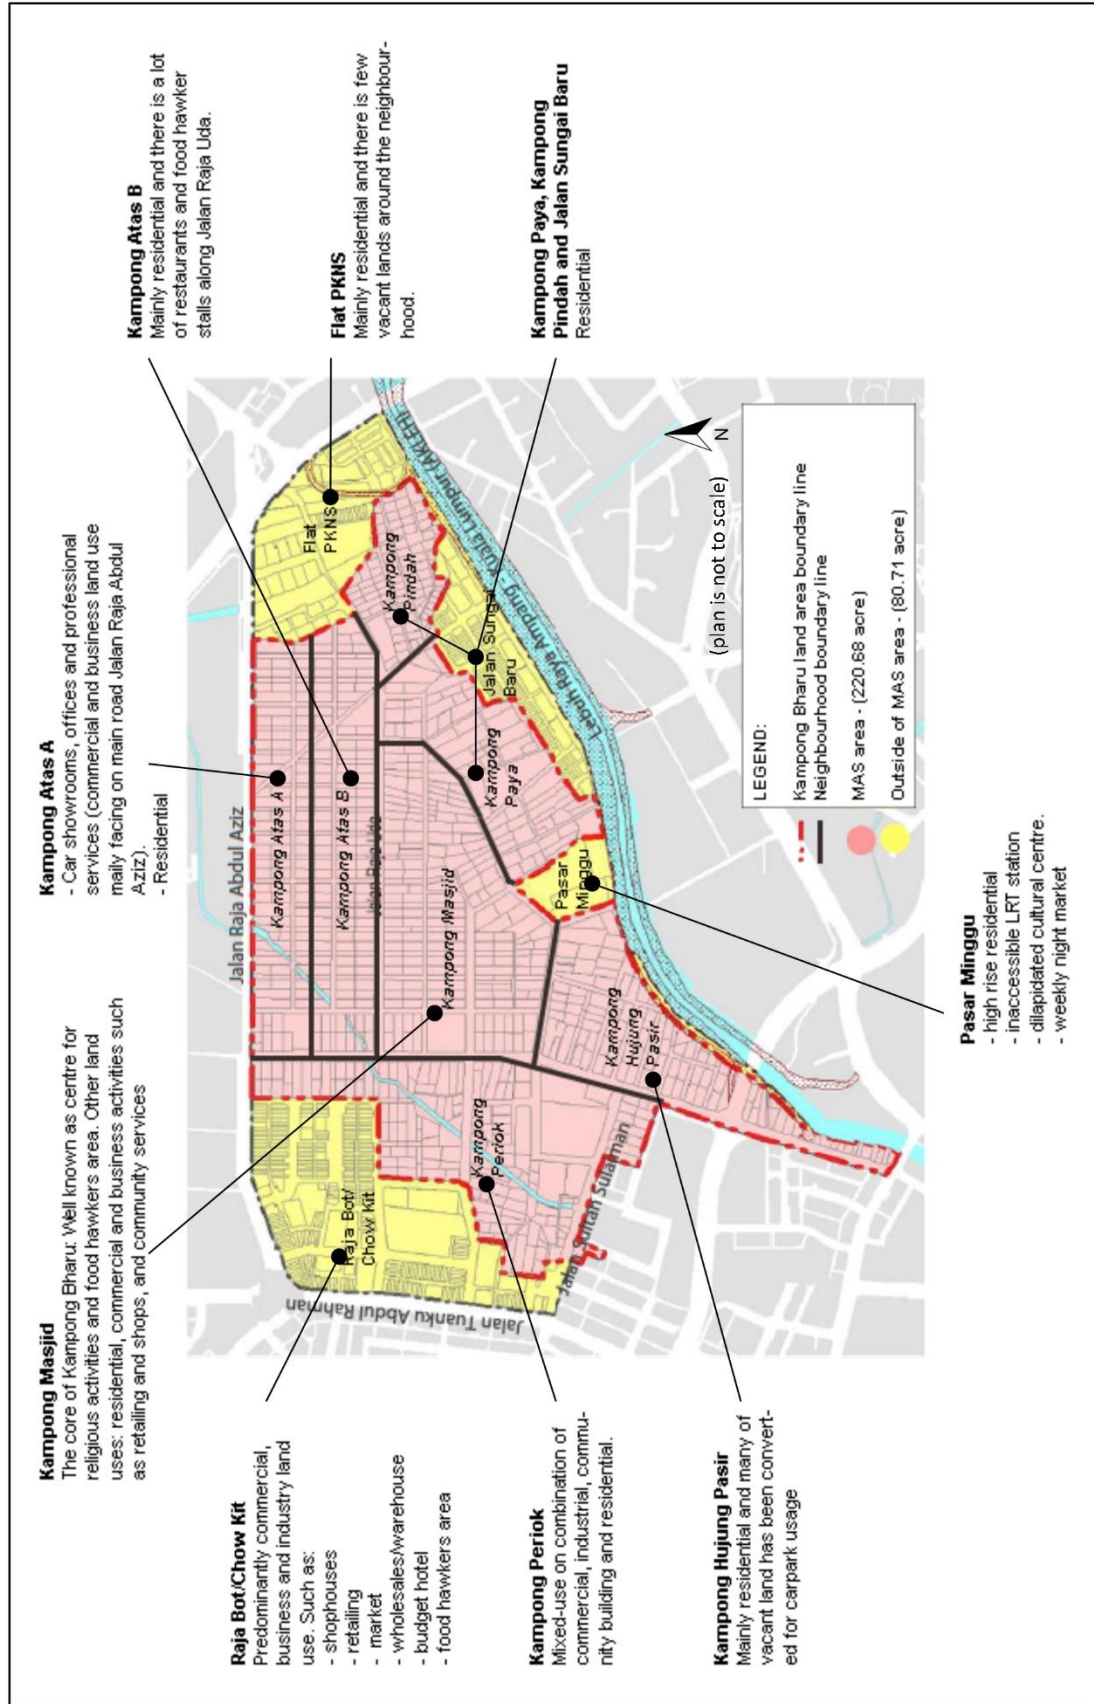 Kampong Masjid
The core of Kampong Bharu: Well known as centre for
religious activities and food hawkers area. Other land
uses: residential, commercial and business activities such
as retailing and shops, and community services
Kampong Atas A
- Car showrooms, offices and professional
services (commercial and business land use
maily facing on main road Jalan Raja Abdul
Aziz).
- Residential
Kampong Atas B
Mainly residential and there is a lot
of restaurants and food hawker
stalls along Jalan Raja Uda.
Flat PKNS
Mainly residential and there is few
vacant lands around the neighbour-
hood.
Kampong Paya, Kampong
Pindah and Jalan Sungai Baru
Residential
Raja Bot/Chow Kit
Predominantly commercial,
business and industry land
use. Such as:
- shophouses
- retailing
- market
- wholesales/warehouse
- budget hotel
- food hawkers area
Kampong Periok
Mixed-use on combination of
commercial, industrial, commu-
nity building and residential.
Kampong Hujung Pasir
Mainly residential and many of
vacant land has been convert-
ed for carpark usage
Pasar Minggu
- high rise residential
- inaccessible LRT station
- dilapidated cultural centre.
- weekly night market
Jalan Raja Abdul Aziz
Jalan Tuanku Abdul Rahman
Jalan Sultan Sulaiman
Raja Bot/
Chow Kit
Kampong Atas A
Kampong Atas B
Jalan Raja Uda
Kampong Masjid
Kampong
Periok
Kampong
Hujung
Pasir
Pasar
Minggu
Kampong
Paya
Kampong
Pindah
Jalan Sungai
Baru
Flat
PKNS
Lebuh Raya Ampang - Kuala Lumpur (AKLEH)
N
(plan is not to scale)
LEGEND:
Kampong Bharu land area boundary line
Neighbourhood boundary line
MAS area - (220.68 acre)
Outside of MAS area - (80.71 acre)